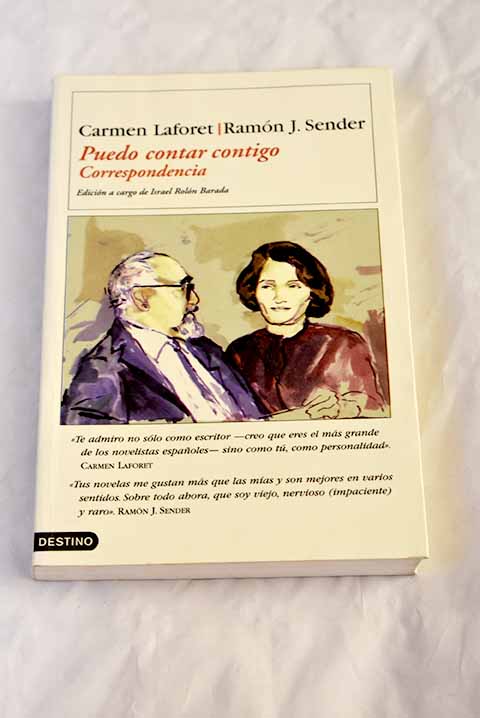 Carmen Laforet | Ramón J. Sender
Puedo contar contigo
Correspondencia
Edición a cargo de Israel Rolón Barada
«Te admiro no sólo como escritor —creo que eres el más grande
de los novelistas españoles— sino como tú, como personalidad».
CARMEN LAFORET
«Tus novelas me gustan más que las mías y son mejores en varios
sentidos. Sobre todo ahora, que soy viejo, nervioso (impaciente)
y raro». RAMÓN J. SENDER
DESTINO